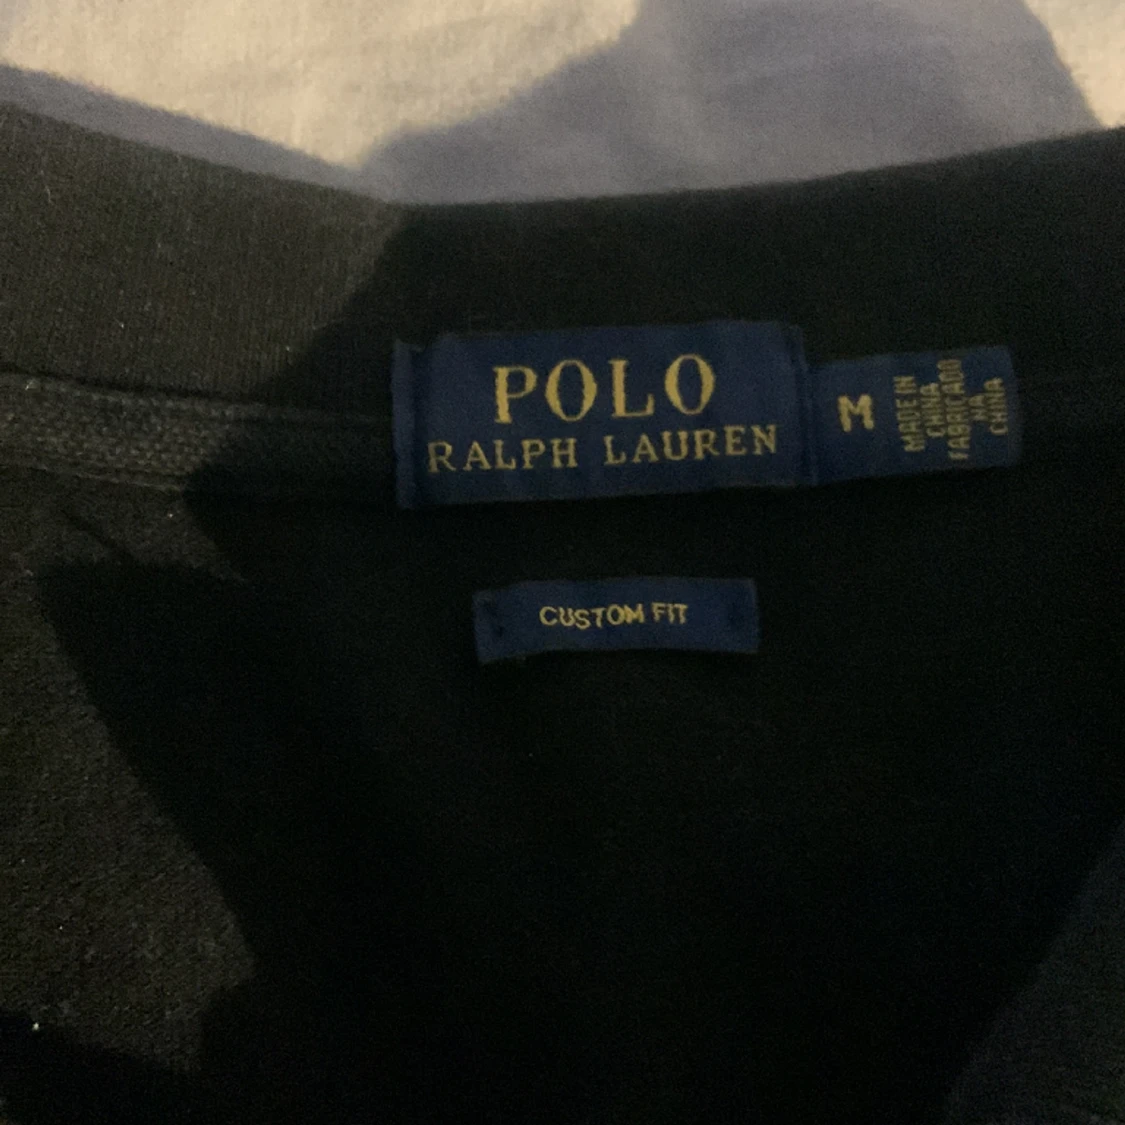 POLO
RALPH LAUREN
M
MADE IN
CHINA
FABRICADO
NA
CHINA
CUSTOM FIT